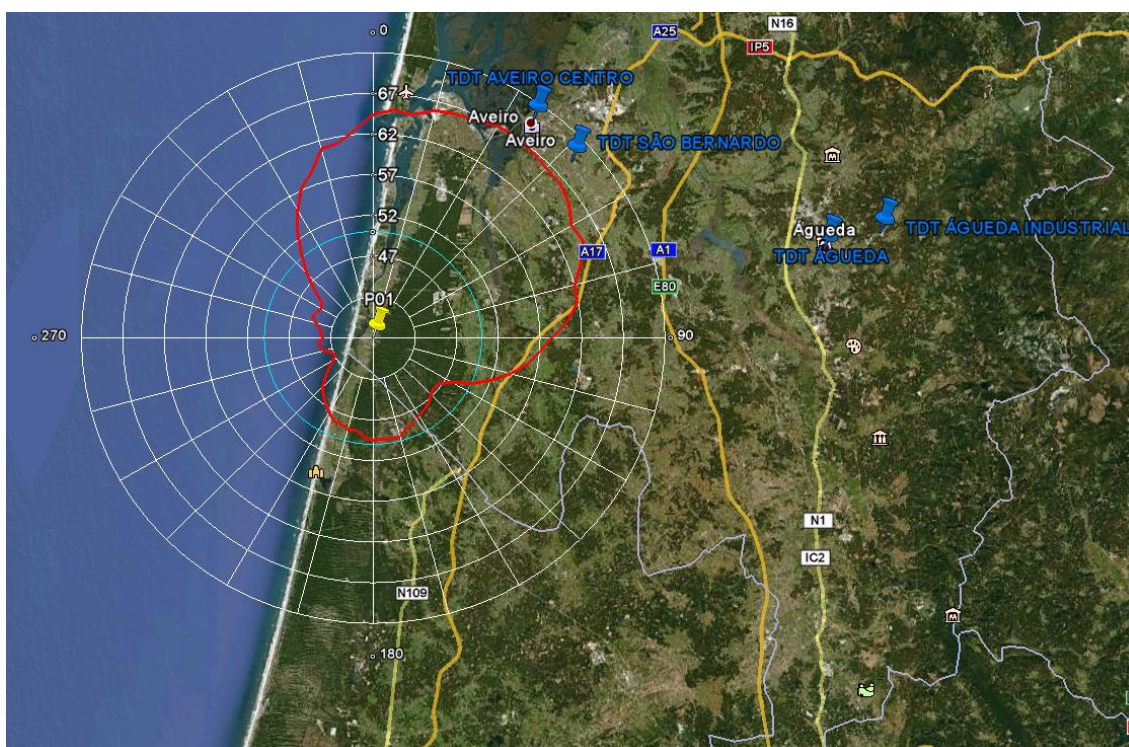 N16
0
A25
IP5
TDT AVEIRO CENTRO
67
Aveiro
Aveiro
TDT SÃO BERNARDO
62
57
52
TDT ÁGUEDA INDUSTRIAL
Águeda
TDT ÁGUEDA
47
A17
A1
E80
P01
270
90
N1
IC2
N109
180